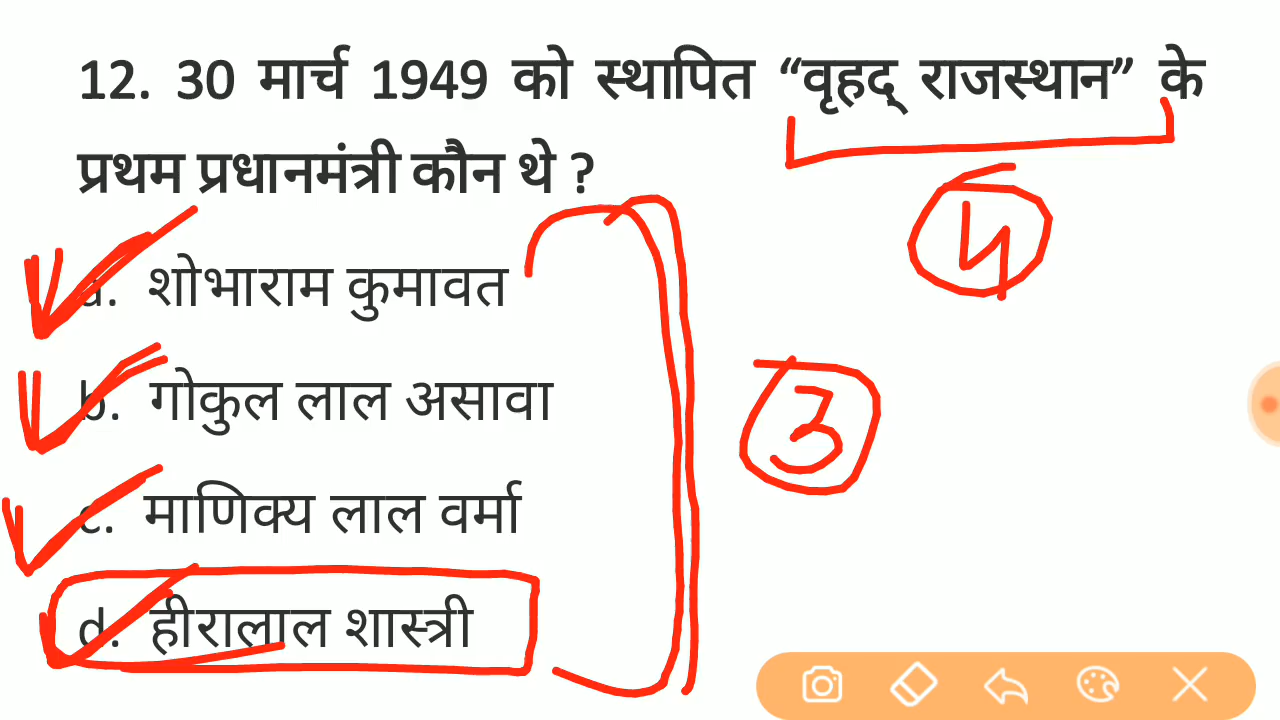 12. 30 मार्च 1949 को स्थापित “वृहद् राजस्थान” के
प्रथम प्रधानमंत्री कौन थे ?
4
a. शोभाराम कुमावत
b. गोकुल लाल असावा
3
c. माणिक्य लाल वर्मा
d. हीरालाल शास्त्री